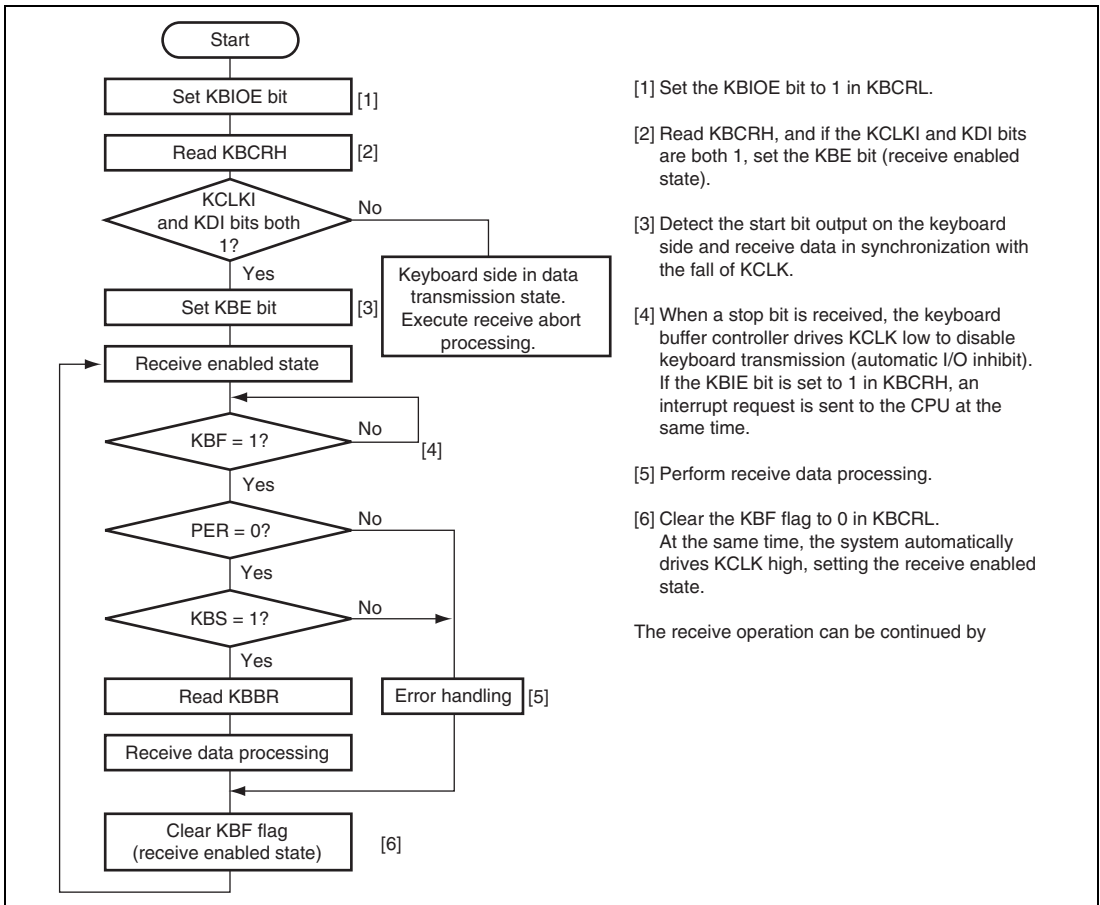 Start
Set KBIOE bit
[1]
Read KBCRH
[2]
KCLKI
and KDI bits both
1?
No
Yes
Keyboard side in data
transmission state.
Execute receive abort
processing.
Set KBE bit
[3]
Receive enabled state
KBF = 1?
No
[4]
Yes
PER = 0?
No
Yes
KBS = 1?
No
Yes
Read KBBR
Error handling
[5]
Receive data processing
Clear KBF flag
(receive enabled state)
[6]
[1] Set the KBIOE bit to 1 in KBCRL.
[2] Read KBCRH, and if the KCLKI and KDI bits
are both 1, set the KBE bit (receive enabled
state).
[3] Detect the start bit output on the keyboard
side and receive data in synchronization with
the fall of KCLK.
[4] When a stop bit is received, the keyboard
buffer controller drives KCLK low to disable
keyboard transmission (automatic I/O inhibit).
If the KBIE bit is set to 1 in KBCRH, an
interrupt request is sent to the CPU at the
same time.
[5] Perform receive data processing.
[6] Clear the KBF flag to 0 in KBCRL.
At the same time, the system automatically
drives KCLK high, setting the receive enabled
state.
The receive operation can be continued by